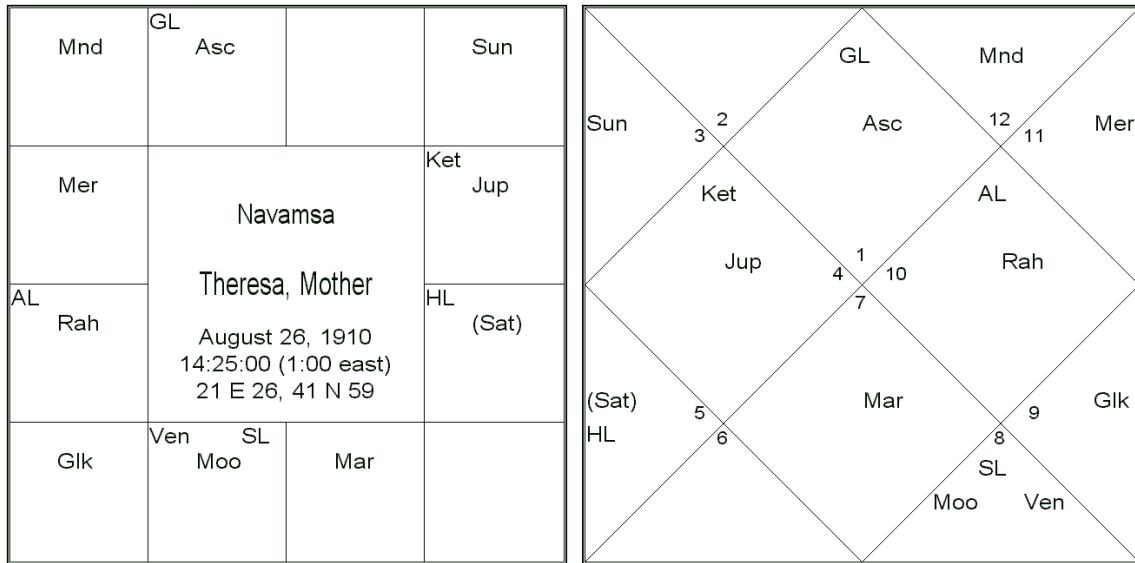 Mnd
GL
Asc
Sun
Mer
Ket
Jup
AL
Rah
HL
(Sat)
Glk
Ven SL
Moo
Mar
Navamsa
Theresa, Mother
August 26, 1910
14:25:00 (1:00 east)
21 E 26, 41 N 59
GL Mnd
Sun 3 2 Asc 12 11 Mer
Ket AL
Jup 4 1 10 Rah
7
(Sat) 5 Mar 9 Glk
HL 6 8
SL
Moo Ven